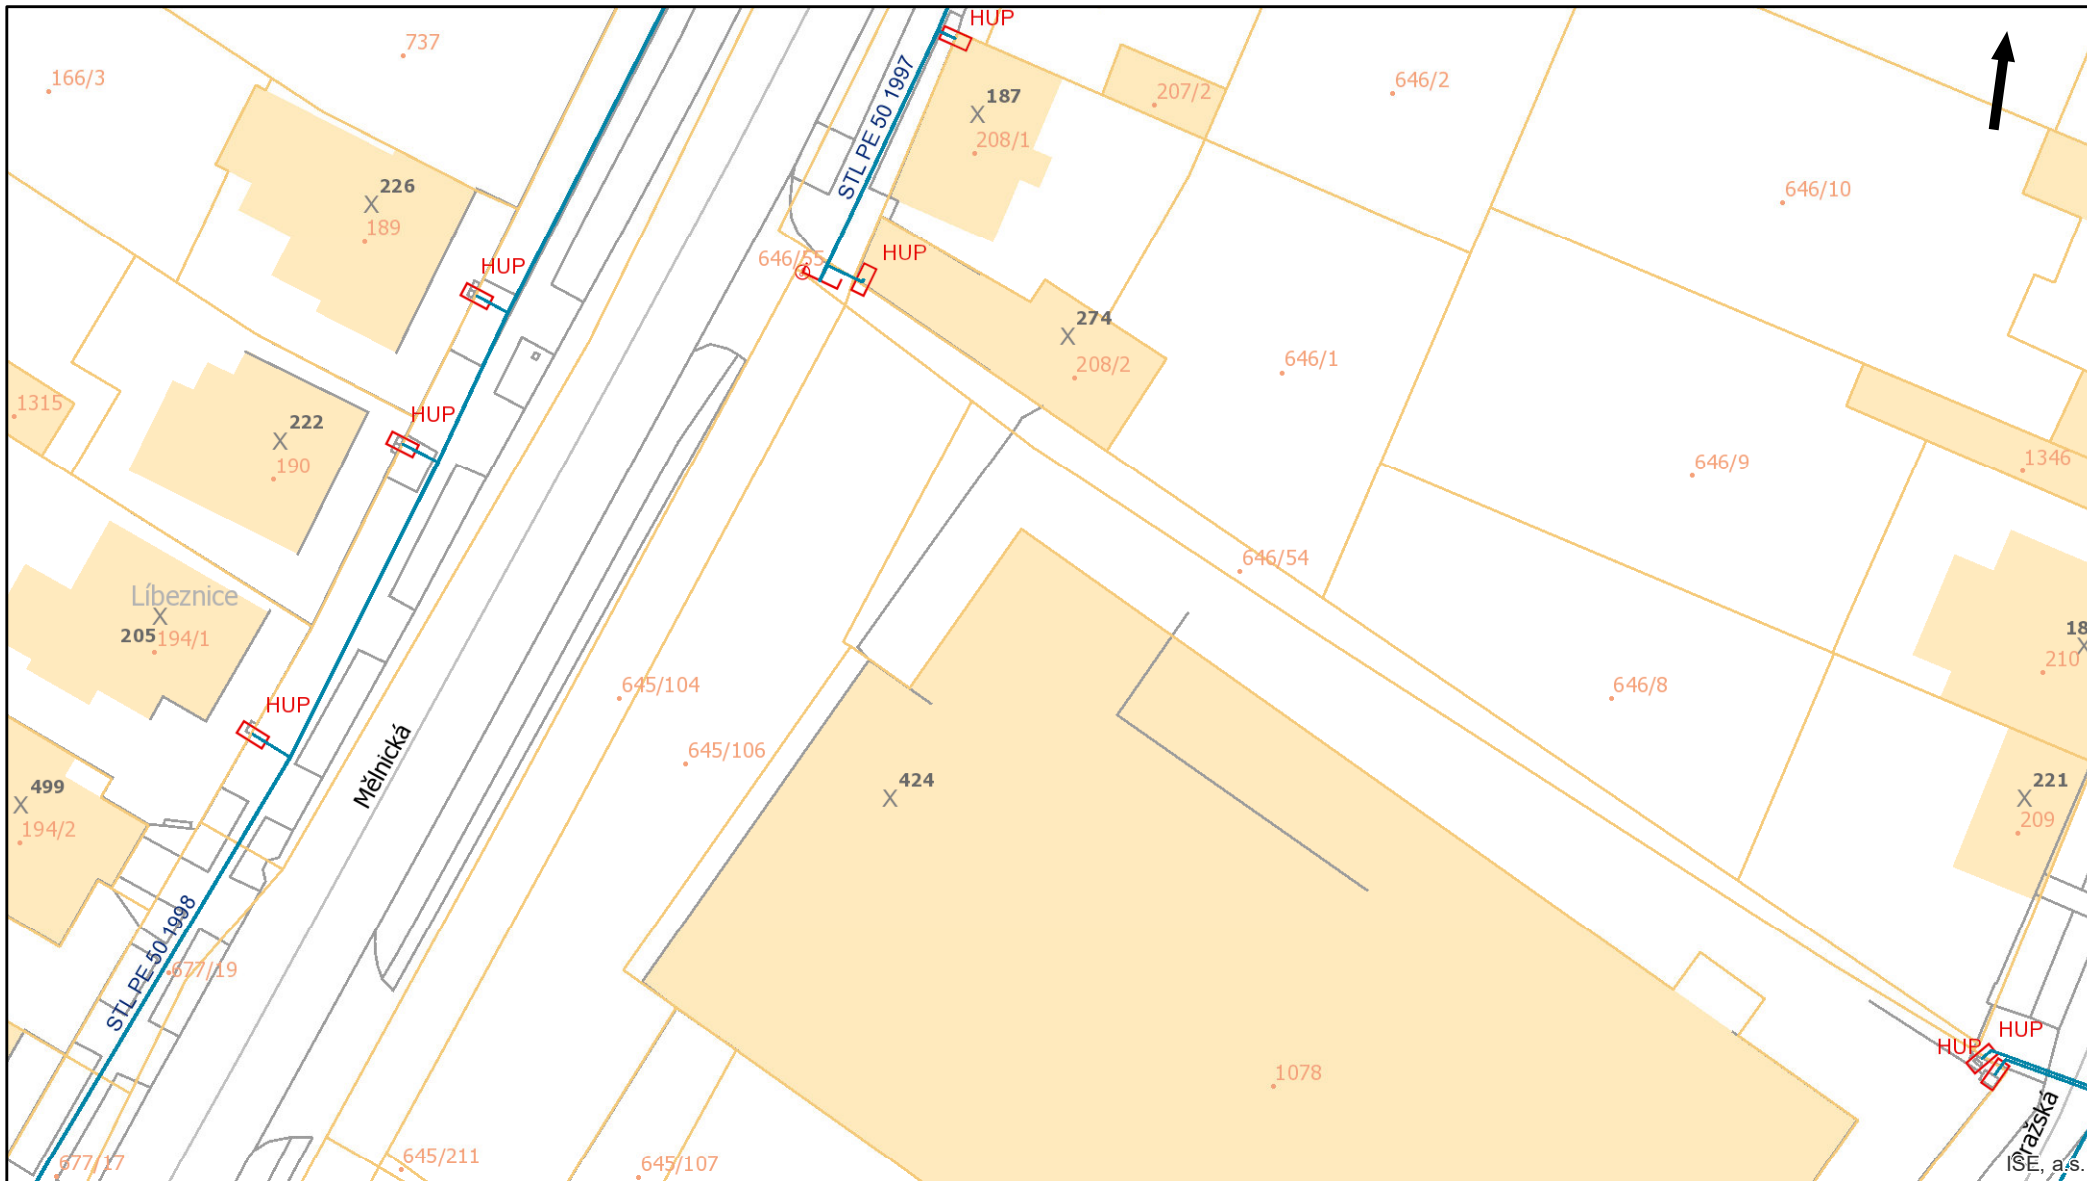 HUP
737
166/3
646/2
207/2
187
STL PE 50 1997
208/1
226
646/10
189
HUP
646/55
HUP
274
646/1
208/2
1315
HUP
222
190
646/9
1346
646/54
Líbeznice
205
194/1
18
210
645/104
646/8
HUP
645/106
Mělnická
499
424
221
194/2
209
STL PE 50 1998
677/19
HUP
HUP
1078
Pražská
677/17
645/211
645/107
ISE, a.s.